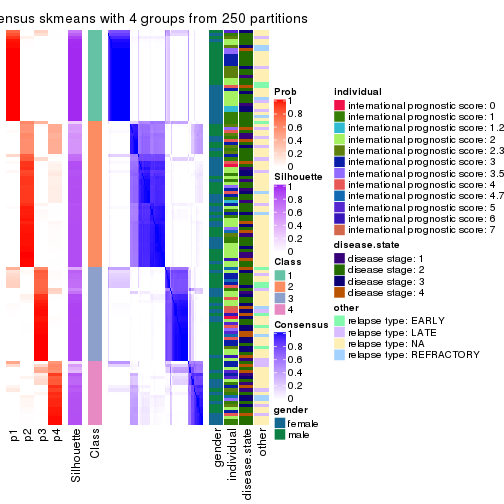 ensus skmeans with 4 groups from 250 partitions
Prob
1
0.8
0.6
0.4
0.2
0
Silhouette
1
0.8
0.6
0.4
0.2
0
Class
1
2
3
4
Consensus
1
0.8
0.6
0.4
0.2
0
gender
female
male
individual
international prognostic score: 0
international prognostic score: 1
international prognostic score: 1.2
international prognostic score: 2
international prognostic score: 2.3
international prognostic score: 3
international prognostic score: 3.5
international prognostic score: 4
international prognostic score: 4.7
international prognostic score: 5
international prognostic score: 6
international prognostic score: 7
disease.state
disease stage: 1
disease stage: 2
disease stage: 3
disease stage: 4
other
relapse type: EARLY
relapse type: LATE
relapse type: NA
relapse type: REFRACTORY
p1
p2
p3
p4
Silhouette
Class
gender
individual
disease.state
other